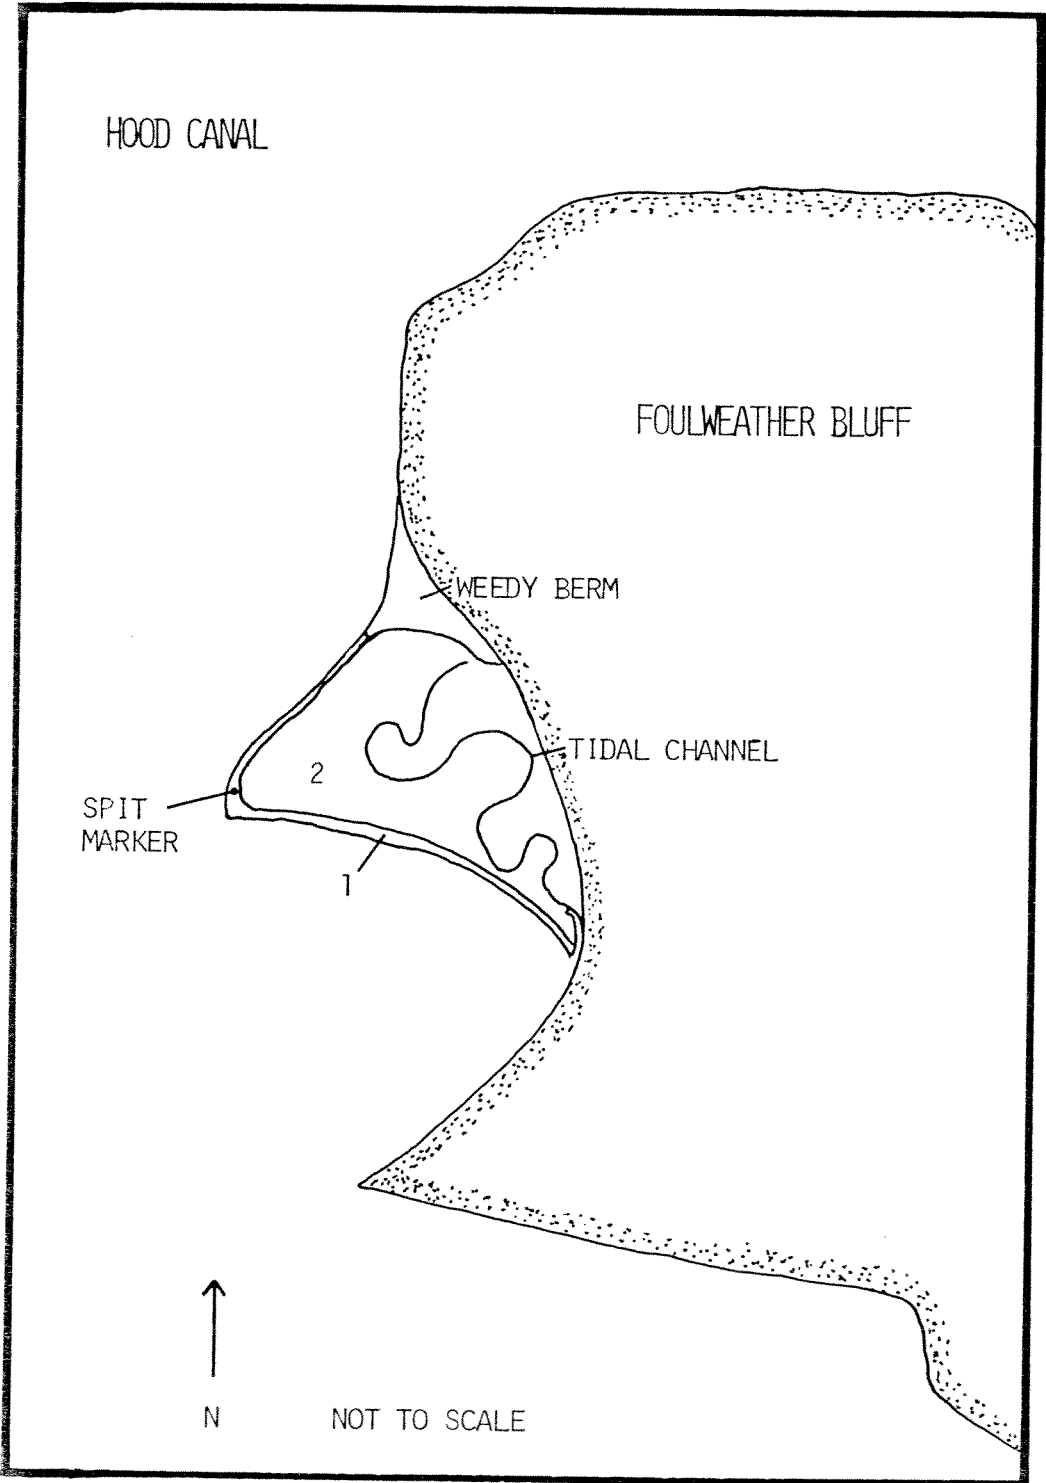 HOOD CANAL
FOULWEATHER BLUFF
WEEDY BERM
TIDAL CHANNEL
2
SPIT
MARKER
1
N
NOT TO SCALE